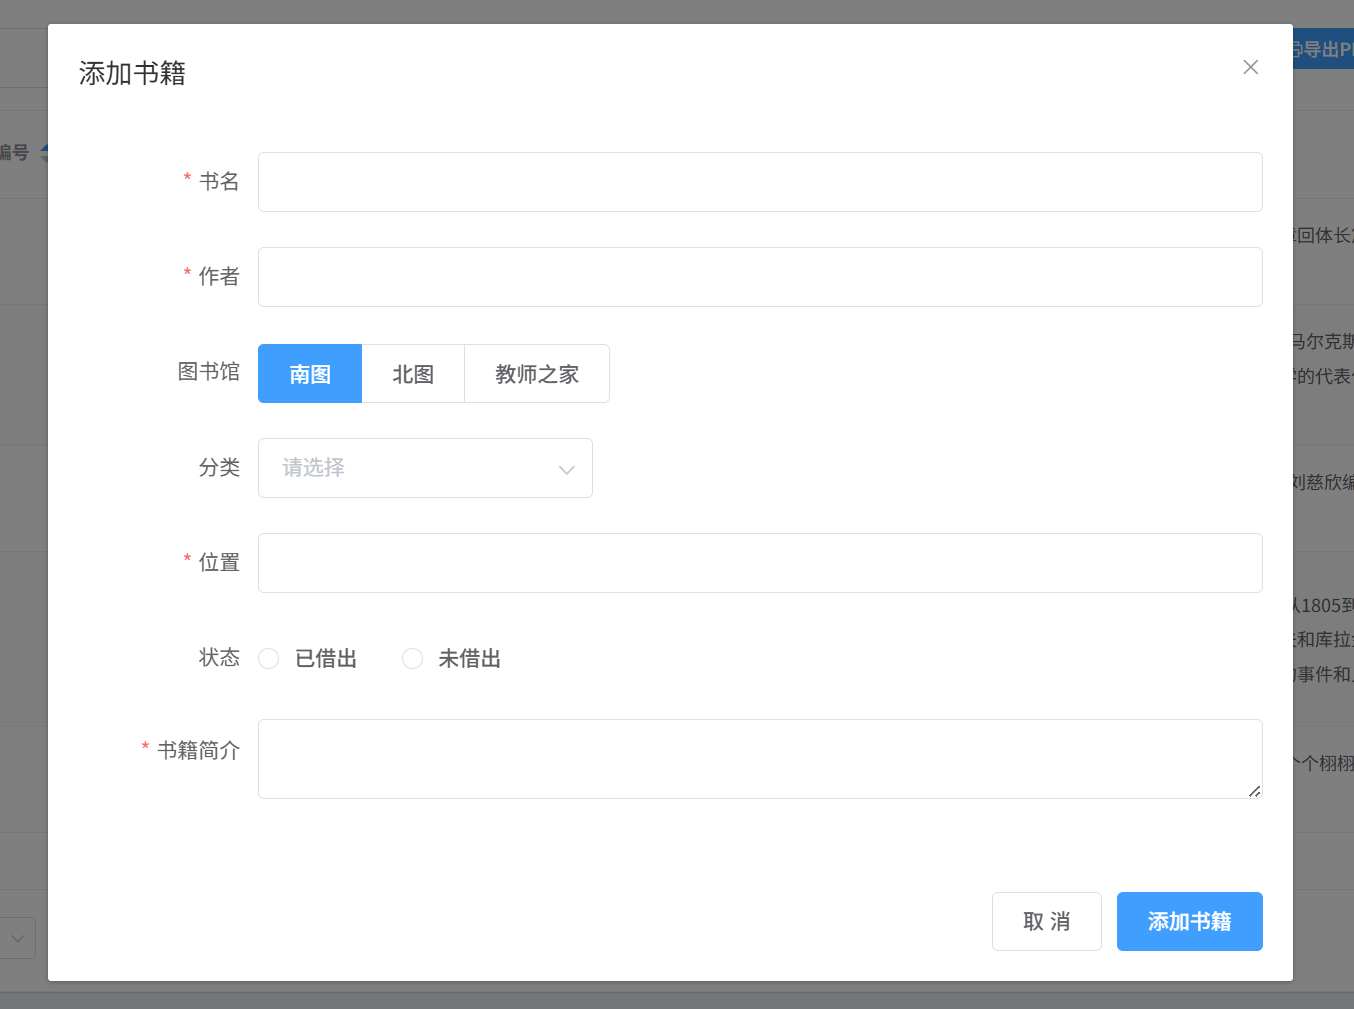 添加书籍
导出P
编号
* 书名
回体长
* 作者
马尔克斯
的代表
图书馆 南图 北图 教师之家
分类 请选择
刘慈欣编
* 位置
从1805到
和库拉
状态 已借出 未借出
事件和
* 书籍简介
个栩栩
取 消 添加书籍